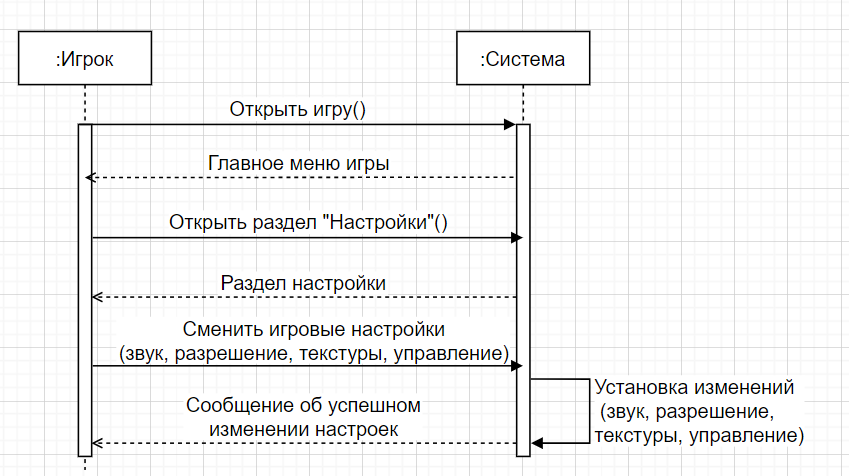 :Игрок
:Система
Открыть игру()
Главное меню игры
Открыть раздел "Настройки"()
Раздел настройки
Сменить игровые настройки
(звук, разрешение, текстуры, управление)
Установка изменений
(звук, разрешение,
текстуры, управление)
Сообщение об успешном
изменении настроек